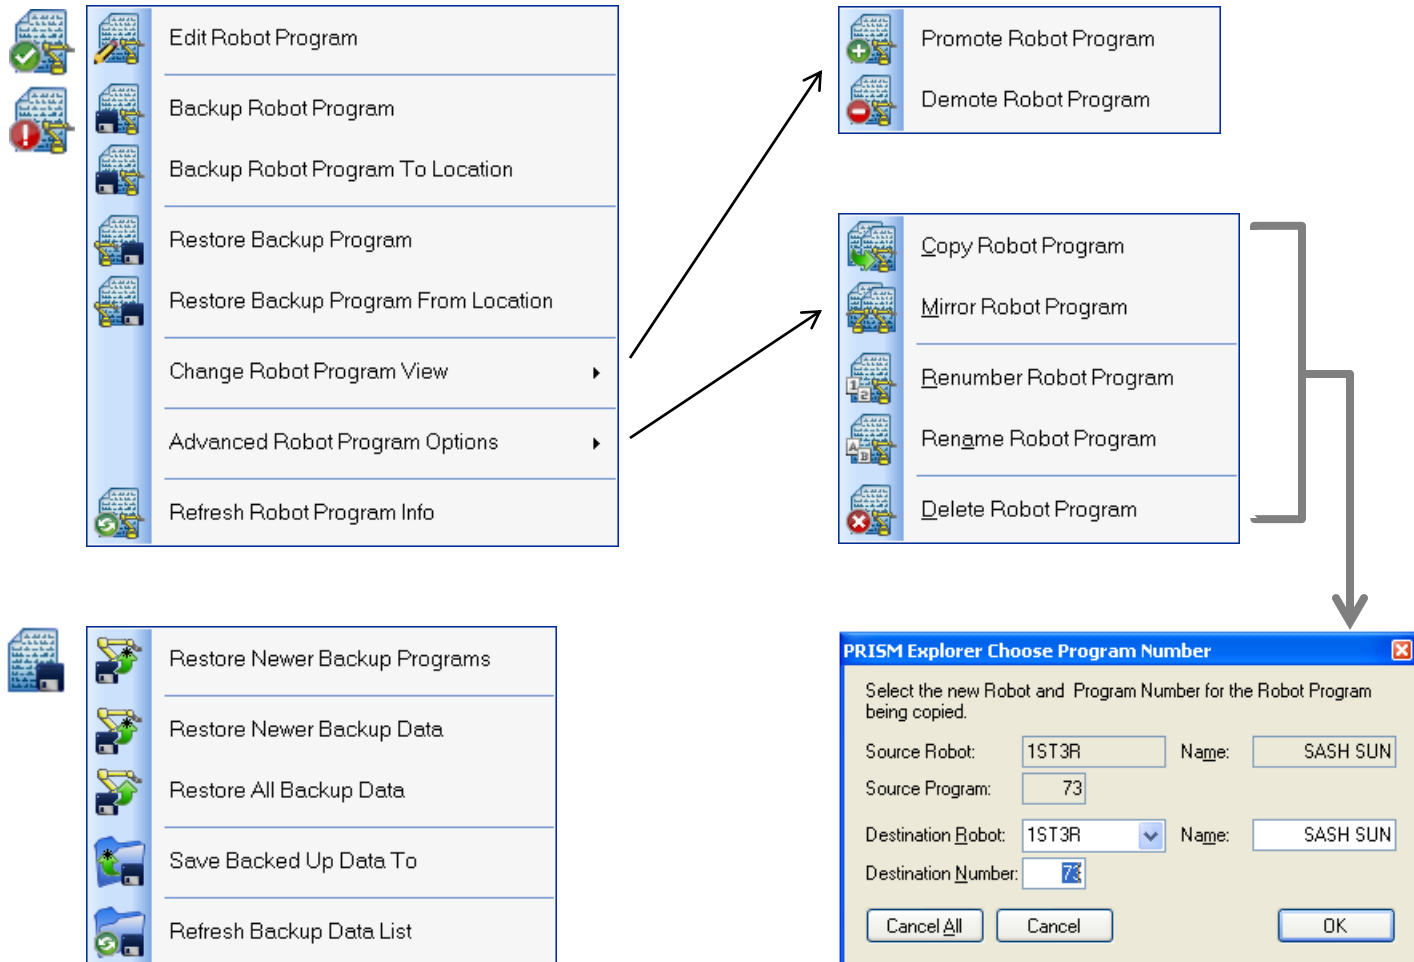 Edit Robot Program
Backup Robot Program
Backup Robot Program To Location
Restore Backup Program
Restore Backup Program From Location
Change Robot Program View
Advanced Robot Program Options
Refresh Robot Program Info
Promote Robot Program
Demote Robot Program
Copy Robot Program
Mirror Robot Program
Renumber Robot Program
Rename Robot Program
Delete Robot Program
Restore Newer Backup Programs
Restore Newer Backup Data
Restore All Backup Data
Save Backed Up Data To
Refresh Backup Data List
PRISM Explorer Choose Program Number
Select the new Robot and Program Number for the Robot Program
being copied.
Source Robot: 1ST3R Name: SASH SUN
Source Program: 73
Destination Robot: 1ST3R Name: SASH SUN
Destination Number: 73
Cancel All Cancel OK